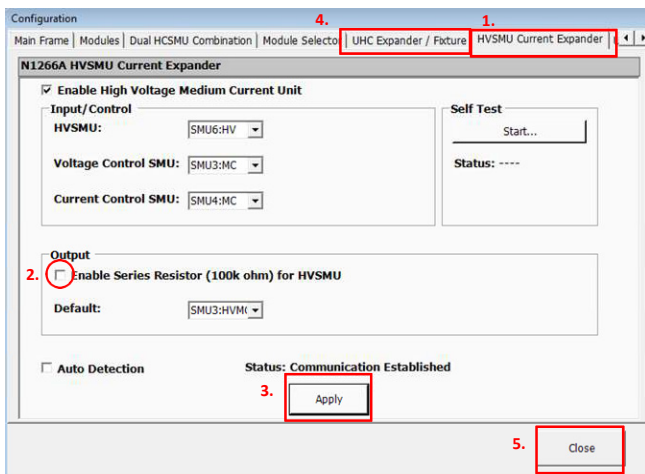 Configuration
4. 1.
Main Frame Modules Dual HCSMU Combination Module Selector UHC Expander / Fixture HVSMU Current Expander
N1266A HVSMU Current Expander
Enable High Voltage Medium Current Unit
Input/Control Self Test
HVSMU: SMU6:HV Start...
Voltage Control SMU: SMU3:MC Status: ----
Current Control SMU: SMU4:MC
Output
2. Enable Series Resistor (100k ohm) for HVSMU
Default: SMU3:HVM
Auto Detection Status: Communication Established
3. Apply
5. Close